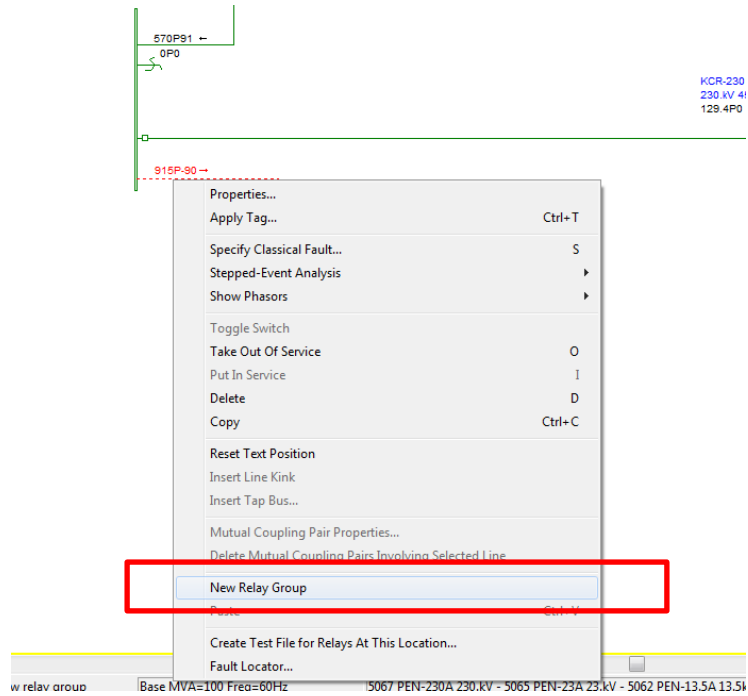 570P91 ←
0P0
KCR-230
230.kV
129.4P0
915P-90→
Properties...
Apply Tag... Ctrl+T
Specify Classical Fault... S
Stepped-Event Analysis
Show Phasors
Toggle Switch
Take Out Of Service O
Put In Service I
Delete D
Copy Ctrl+C
Reset Text Position
Insert Line Kink
Insert Tap Bus...
Mutual Coupling Pair Properties...
Delete Mutual Coupling Pairs Involving Selected Line
New Relay Group
Paste Ctrl+V
Create Test File for Relays At This Location...
Fault Locator...
w relay group Base MVA=100 Freq=60Hz 5067 PEN-230A 230.kV - 5065 PEN-23A 23.kV - 5062 PEN-13.5A 13.5k